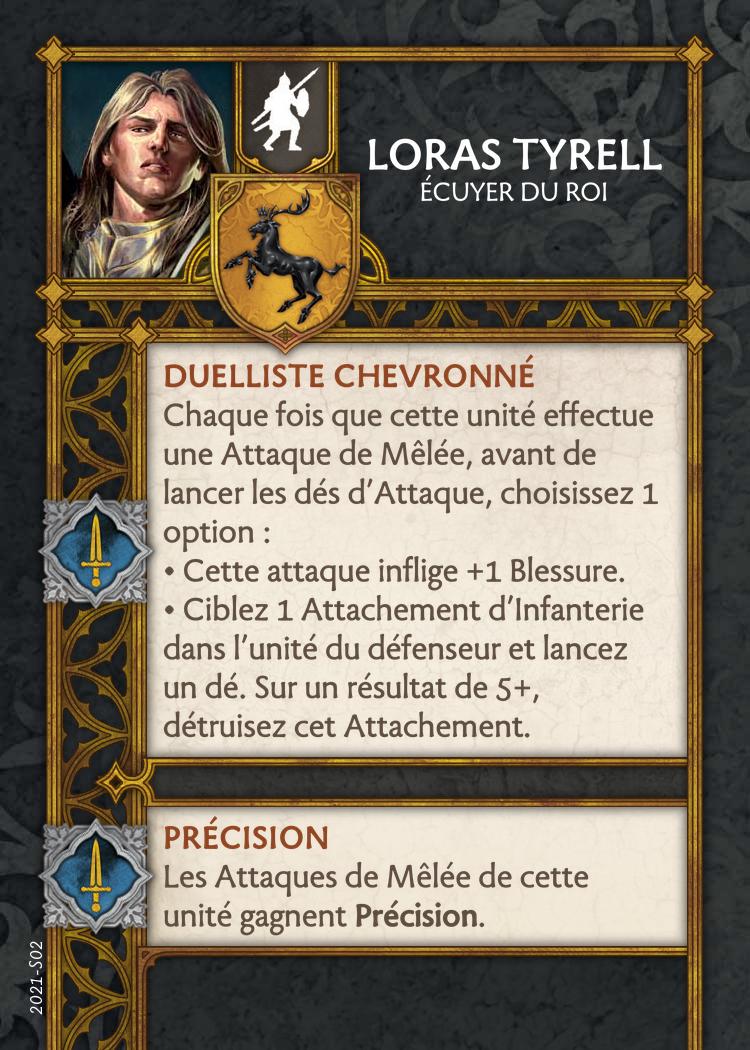 LORAS TYRELL
ÉCUYER DU ROI
DUELLISTE CHEVRONNÉ
Chaque fois que cette unité effectue
une Attaque de Mêlée, avant de
lancer les dés d'Attaque, choisissez 1
option :
• Cette attaque inflige +1 Blessure.
• Ciblez 1 Attachement d'Infanterie
dans l'unité du défenseur et lancez
un dé. Sur un résultat de 5+,
détruisez cet Attachement.
PRÉCISION
Les Attaques de Mêlée de cette
unité gagnent Précision.
2021-S02